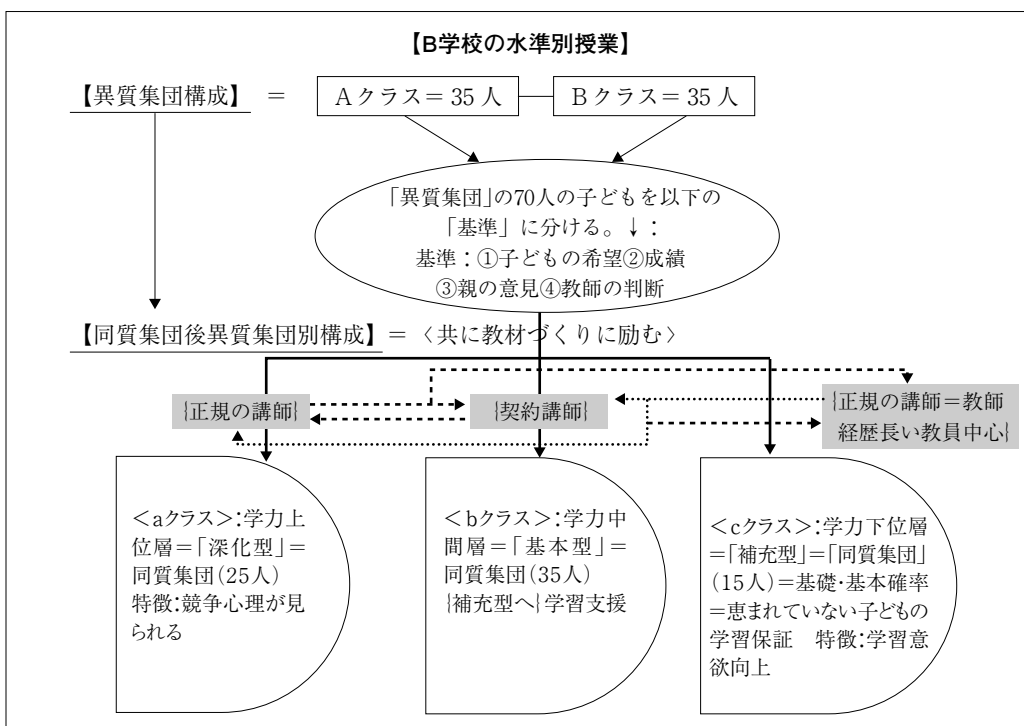 【B学校の水準別授業】
【異質集団構成】 = Aクラス=35人 Bクラス=35人
「異質集団」の70人の子どもを以下の
「基準」に分ける。↓:
基準:①子どもの希望②成績
③親の意見④教師の判断
【同質集団後異質集団別構成】=〈共に教材づくりに励む〉
{正規の講師}
{契約講師}
{正規の講師=教師
経歴長い教員中心}
<aクラス>:学力上
位層=「深化型」=
同質集団(25人)
特徴:競争心理が見
られる
<bクラス>:学力中
間層=「基本型」=
同質集団(35人)
{補充型へ}学習支援
<cクラス>:学力下位層
=「補充型」=「同質集団」
(15人)=基礎・基本確率
=恵まれていない子どもの
学習保証 特徴:学習意
欲向上